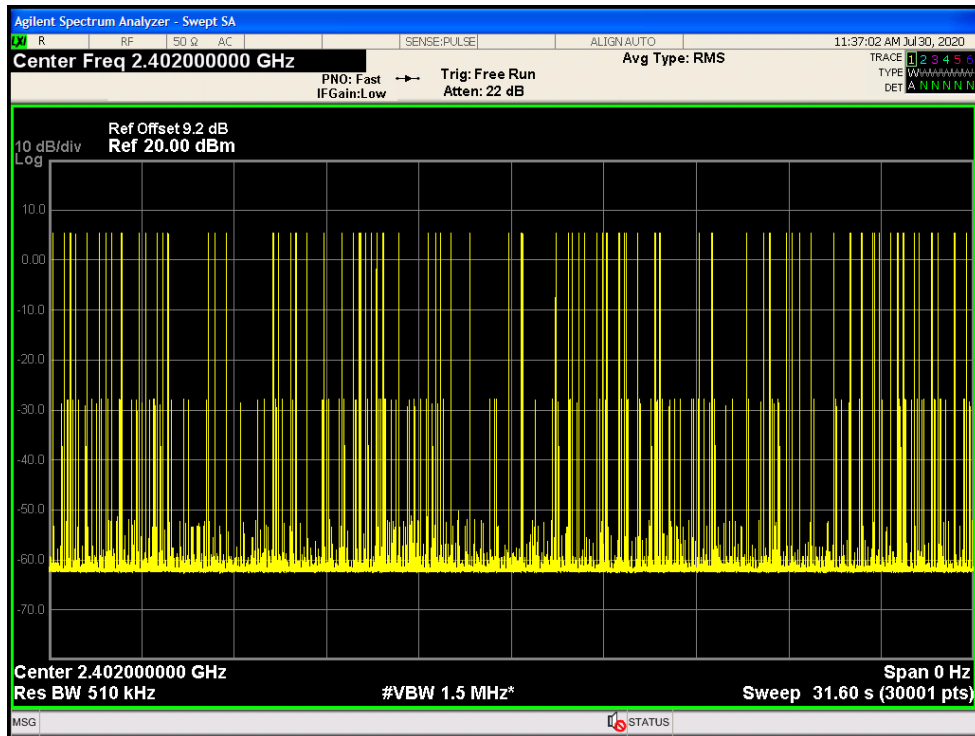 Agilent Spectrum Analyzer - Swept SA
LXI R RF 50 Ω AC SENSE:PULSE ALIGN AUTO 11:37:02 AM Jul 30, 2020
Center Freq 2.402000000 GHz Avg Type: RMS TRACE 1 2 3 4 5 6
PNO: Fast Trig: Free Run TYPE WWWWWW
IFGain:Low Atten: 22 dB DET A N N N N N
Ref Offset 9.2 dB
10 dB/div Ref 20.00 dBm
Log
10.0
0.00
-10.0
-20.0
-30.0
-40.0
-50.0
-60.0
-70.0
Center 2.402000000 GHz Span 0 Hz
Res BW 510 kHz #VBW 1.5 MHz* Sweep 31.60 s (30001 pts)
MSG STATUS